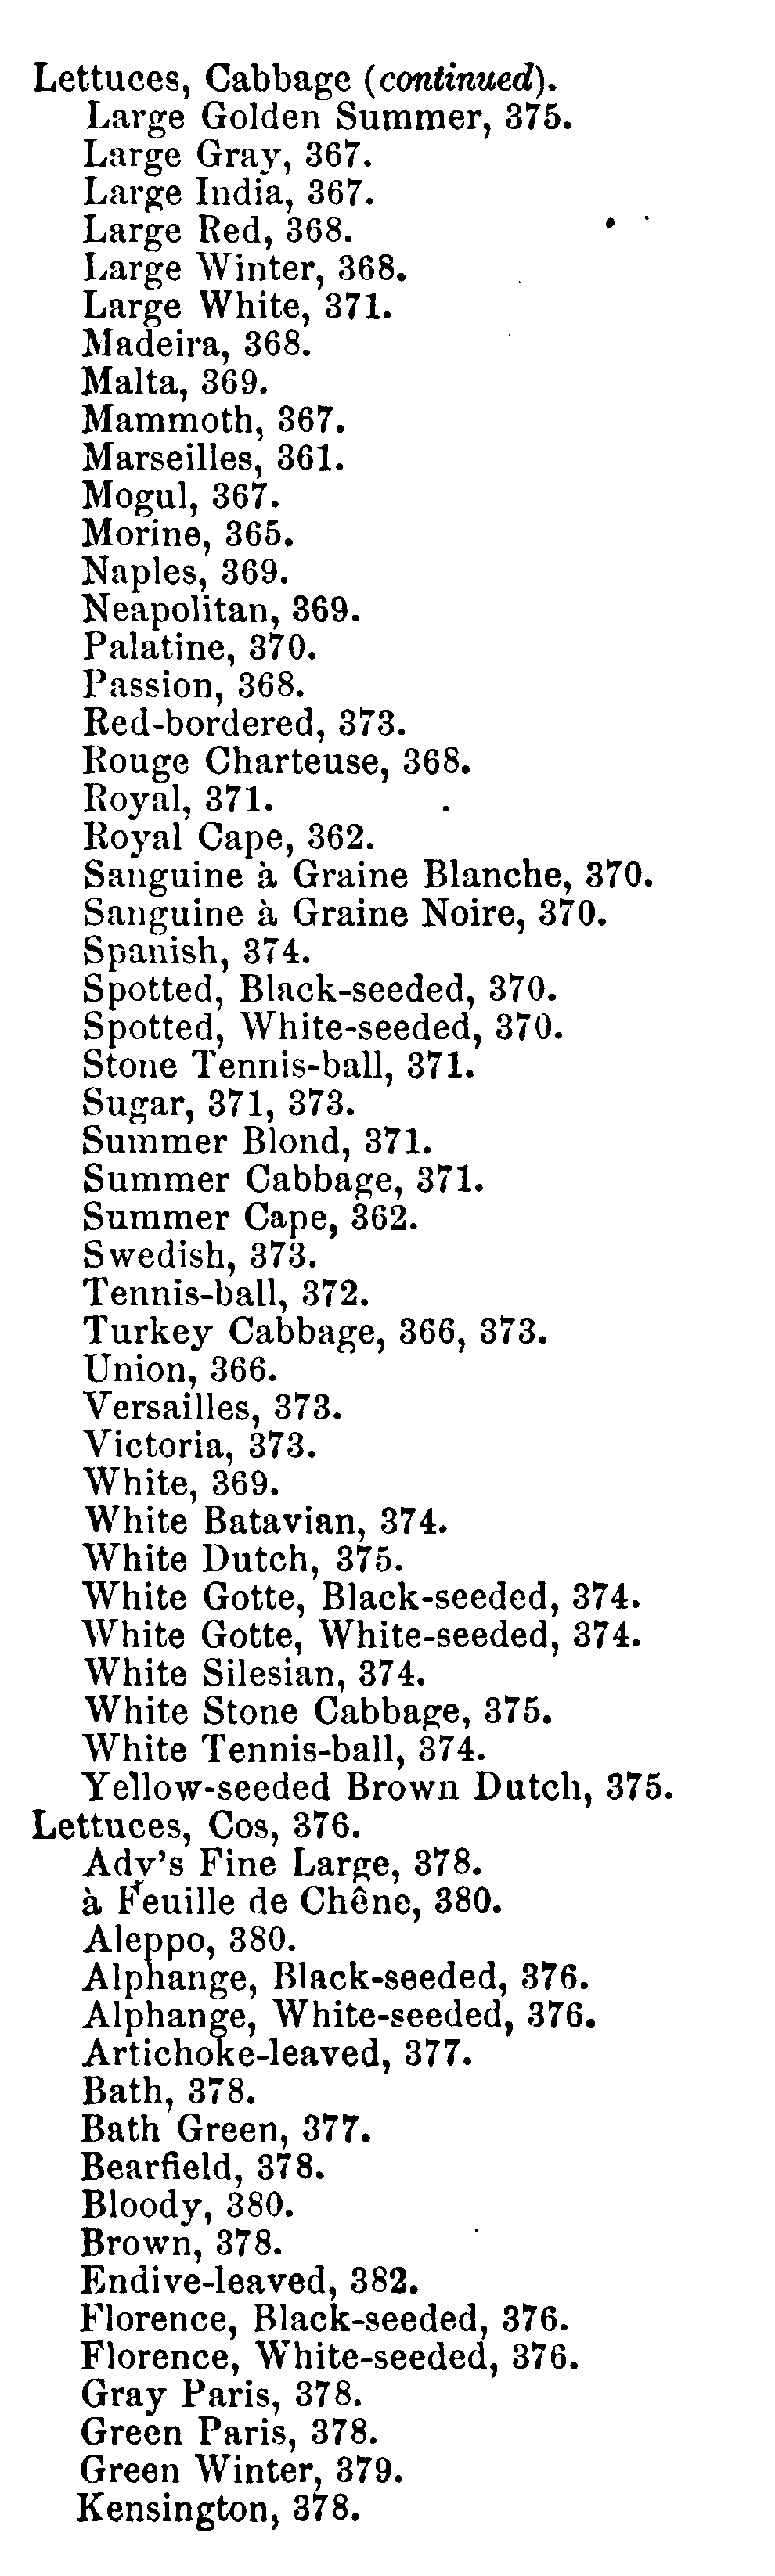 Lettuces, Cabbage (continued).
Large Golden Summer, 375.
Large Gray, 367.
Large India, 367.
Large Red, 368.
Large Winter, 368.
Large White, 371.
Madeira, 368.
Malta, 369.
Mammoth, 367.
Marseilles, 361.
Mogul, 367.
Morine, 365.
Naples, 369.
Neapolitan, 369.
Palatine, 370.
Passion, 368.
Red-bordered, 373.
Rouge Charteuse, 368.
Royal, 371.
Royal Cape, 362.
Sanguine à Graine Blanche, 370.
Sanguine à Graine Noire, 370.
Spanish, 374.
Spotted, Black-seeded, 370.
Spotted, White-seeded, 370.
Stone Tennis-ball, 371.
Sugar, 371, 373.
Summer Blond, 371.
Summer Cabbage, 371.
Summer Cape, 362.
Swedish, 373.
Tennis-ball, 372.
Turkey Cabbage, 366, 373.
Union, 366.
Versailles, 373.
Victoria, 373.
White, 369.
White Batavian, 374.
White Dutch, 375.
White Gotte, Black-seeded, 374.
White Gotte, White-seeded, 374.
White Silesian, 374.
White Stone Cabbage, 375.
White Tennis-ball, 374.
Yellow-seeded Brown Dutch, 375.
Lettuces, Cos, 376.
Ady's Fine Large, 378.
à Feuille de Chêne, 380.
Aleppo, 380.
Alphange, Black-seeded, 376.
Alphange, White-seeded, 376.
Artichoke-leaved, 377.
Bath, 378.
Bath Green, 377.
Bearfield, 378.
Bloody, 380.
Brown, 378.
Endive-leaved, 382.
Florence, Black-seeded, 376.
Florence, White-seeded, 376.
Gray Paris, 378.
Green Paris, 378.
Green Winter, 379.
Kensington, 378.